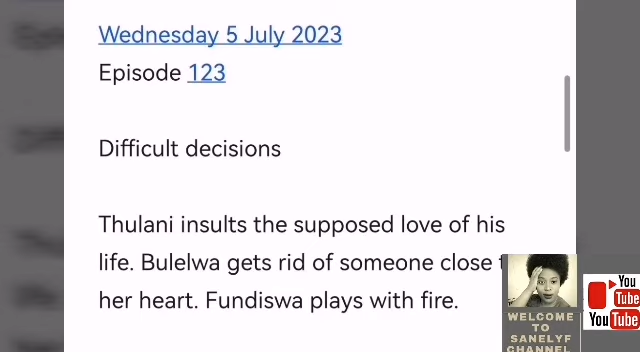 Wednesday 5 July 2023
Episode 123
Difficult decisions
Thulani insults the supposed love of his
life. Bulelwa gets rid of someone close
her heart. Fundiswa plays with fire.
WELCOME
TO
SANELYF
CHANNEL
You
Tube
YouTube